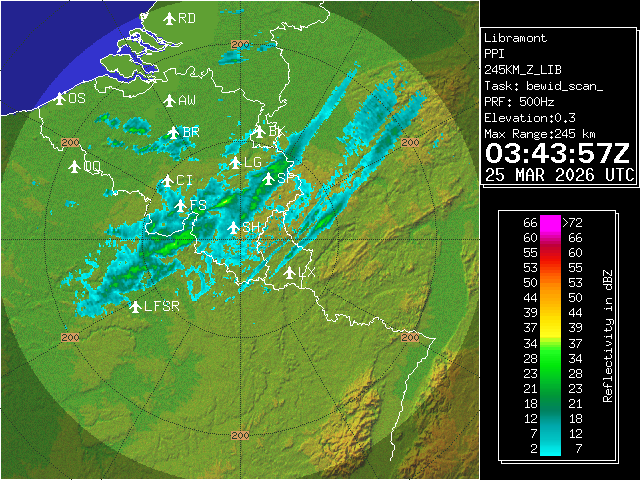 RD
200
OS
AW
BR
BK
200
200
QQ
LG
CI
SP
FS
SH
LX
LFSR
200
200
200
Libramont
PPI
245KM_Z_LIB
Task: bewid_scan_
PRF: 500Hz
Elevation:0.3
Max Range:245 km
03:43:57Z
25 MAR 2026 UTC
66 >72
60 66
55 60
53 55
50 53
44 50
39 44
37 39
34 37
28 34
23 28
21 23
18 21
12 18
7 12
2 7
Reflectivity in dBZ